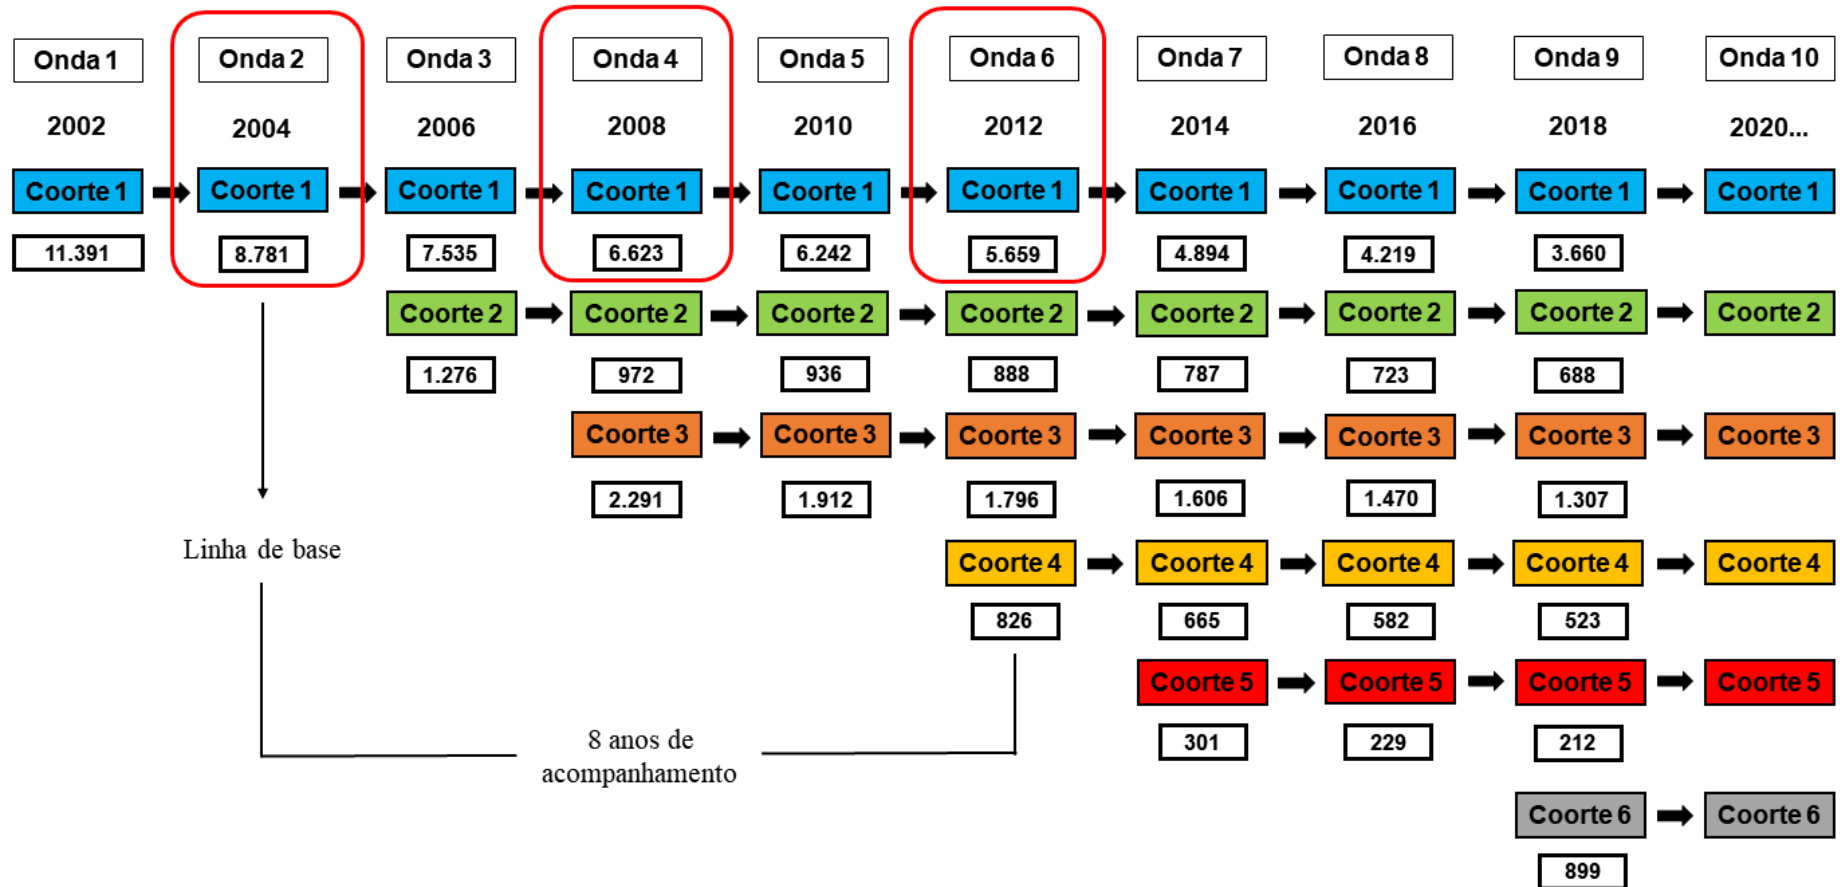 Onda 1 Onda 2 Onda 3 Onda 4 Onda 5 Onda 6 Onda 7 Onda 8 Onda 9 Onda 10
2002 2004 2006 2008 2010 2012 2014 2016 2018 2020...
Coorte 1 Coorte 1 Coorte 1 Coorte 1 Coorte 1 Coorte 1 Coorte 1 Coorte 1 Coorte 1 Coorte 1
11.391 8.781 7.535 6.623 6.242 5.659 4.894 4.219 3.660
Coorte 2 Coorte 2 Coorte 2 Coorte 2 Coorte 2 Coorte 2 Coorte 2 Coorte 2
1.276 972 936 888 787 723 688
Coorte 3 Coorte 3 Coorte 3 Coorte 3 Coorte 3 Coorte 3 Coorte 3
2.291 1.912 1.796 1.606 1.470 1.307
Linha de base
Coorte 4 Coorte 4 Coorte 4 Coorte 4 Coorte 4
826 665 582 523
Coorte 5 Coorte 5 Coorte 5 Coorte 5
301 229 212
8 anos de
acompanhamento
Coorte 6 Coorte 6
899